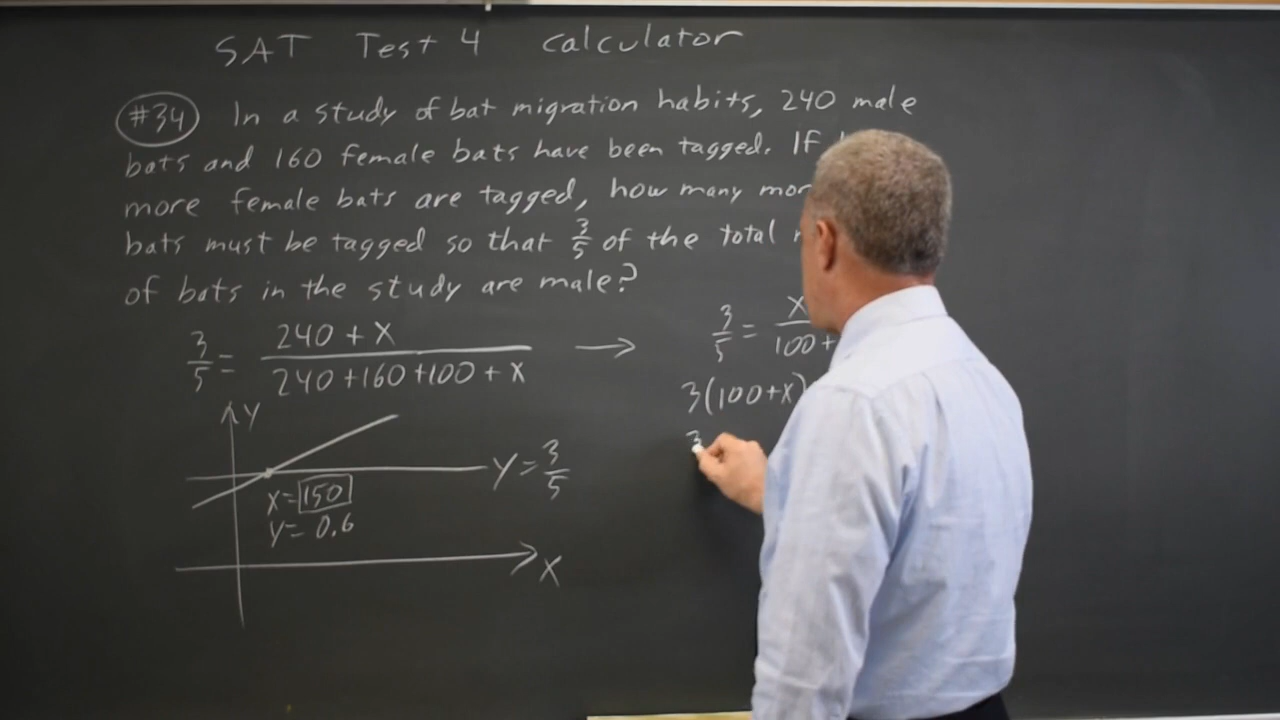 SAT Test 4 calculator
#34 In a study of bat migration habits, 240 male
bats and 160 female bats have been tagged. If
more female bats are tagged, how many
bats must be tagged so that 3/5 of the total
of bats in the study are male?
3/5 = (240 + x)/(240 + 160 + 100 + x) →
y
y = 3/5
x = 150
y = 0.6
x
3/5 =
3(100+x)
3